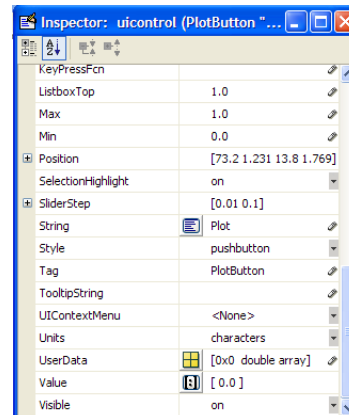 Inspector: uicontrol (PlotButton "...
KeyPressFcn
ListboxTop 1.0
Max 1.0
Min 0.0
Position [73.2 1.231 13.8 1.769]
SelectionHighlight on
SliderStep [0.01 0.1]
String Plot
Style pushbutton
Tag PlotButton
TooltipString
UIContextMenu <None>
Units characters
UserData [0x0 double array]
Value [ 0.0 ]
Visible on